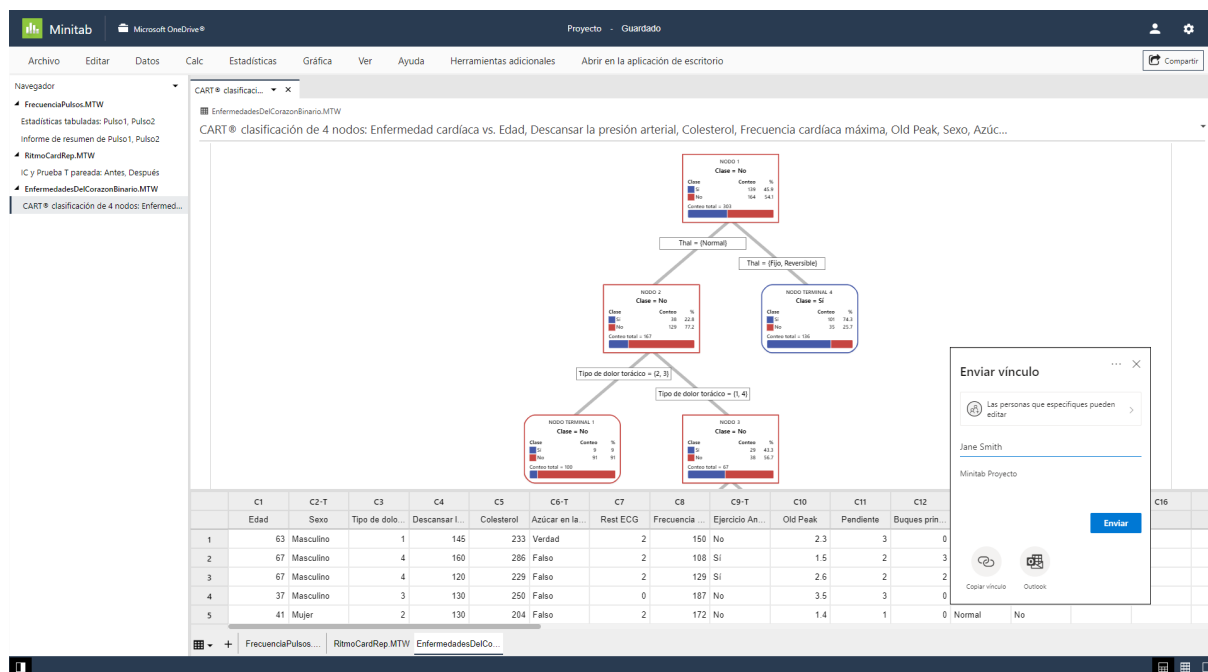 Minitab
Microsoft OneDrive®
Proyecto - Guardado
Archivo Editar Datos Calc Estadísticas Gráfica Ver Ayuda Herramientas adicionales Abrir en la aplicación de escritorio
Compartir
Navegador
FrecuenciaPulsos.MTW
Estadísticas tabuladas: Pulso1, Pulso2
Informe de resumen de Pulso1, Pulso2
RitmoCardRep.MTW
IC y Prueba T pareada: Antes, Después
EnfermedadesDelCorazonBinario.MTW
CART® clasificación de 4 nodos: Enfermed...
CART® clasificaci...
EnfermedadesDelCorazonBinario.MTW
CART® clasificación de 4 nodos: Enfermedad cardíaca vs. Edad, Descansar la presión arterial, Colesterol, Frecuencia cardíaca máxima, Old Peak, Sexo, Azúc...
NODO 1
Clase = No
Clase Conteo %
Sí 139 45.9
No 164 54.1
Conteo total = 303
Thal = {Normal}
Thal = {Fijo, Reversible}
NODO 2
Clase = No
Clase Conteo %
Sí 38 22.8
No 129 77.2
Conteo total = 167
NODO TERMINAL 4
Clase = Sí
Clase Conteo %
Sí 101 74.3
No 35 25.7
Conteo total = 136
Tipo de dolor torácico = {2, 3}
Tipo de dolor torácico = {1, 4}
NODO TERMINAL 1
Clase = No
Clase Conteo %
Sí 9 9
No 91 91
Conteo total = 100
NODO 3
Clase = No
Clase Conteo %
Sí 29 43.3
No 38 56.7
Conteo total = 67
Enviar vínculo
Las personas que especifiques pueden
editar
Jane Smith
Minitab Proyecto
Enviar
Copiar vínculo
Outlook
C1 C2-T C3 C4 C5 C6-T C7 C8 C9-T C10 C11 C12 C16
Edad Sexo Tipo de dolo... Descansar l... Colesterol Azúcar en la... Rest ECG Frecuencia ... Ejercicio An... Old Peak Pendiente Buques prin...
1 63 Masculino 1 145 233 Verdad 2 150 No 2.3 3 0
2 67 Masculino 4 160 286 Falso 2 108 Sí 1.5 2 3
3 67 Masculino 4 120 229 Falso 2 129 Sí 2.6 2 2
4 37 Masculino 3 130 250 Falso 0 187 No 3.5 3 0
5 41 Mujer 2 130 204 Falso 2 172 No 1.4 1 0 Normal No
FrecuenciaPulsos.... RitmoCardRep.MTW EnfermedadesDelCo...